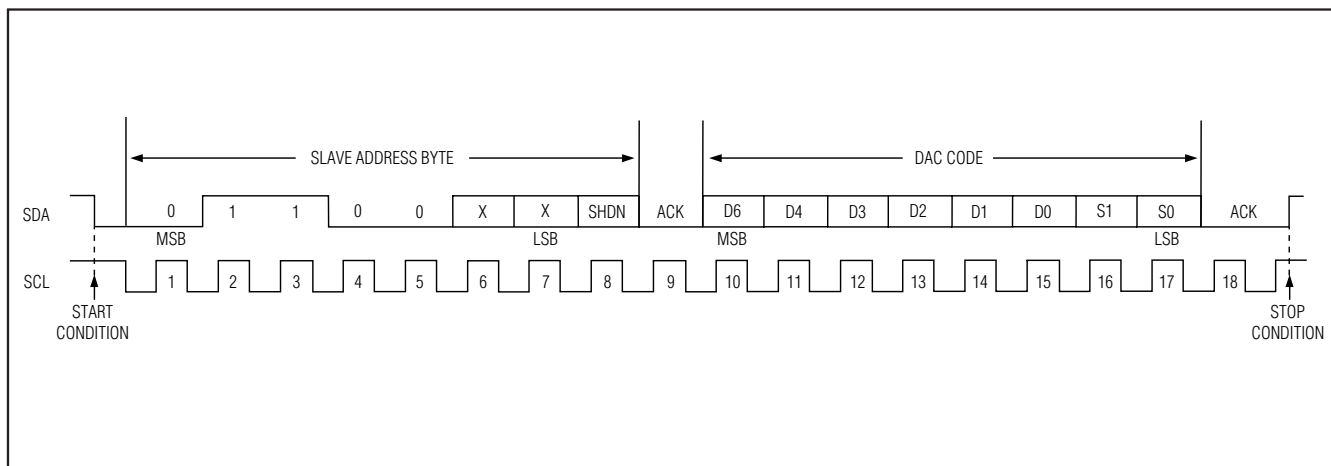 SLAVE ADDRESS BYTE DAC CODE
SDA 0 1 1 0 0 X X SHDN ACK D6 D4 D3 D2 D1 D0 S1 S0 ACK
MSB LSB MSB LSB
SCL 1 2 3 4 5 6 7 8 9 10 11 12 13 14 15 16 17 18
START
CONDITION
STOP
CONDITION